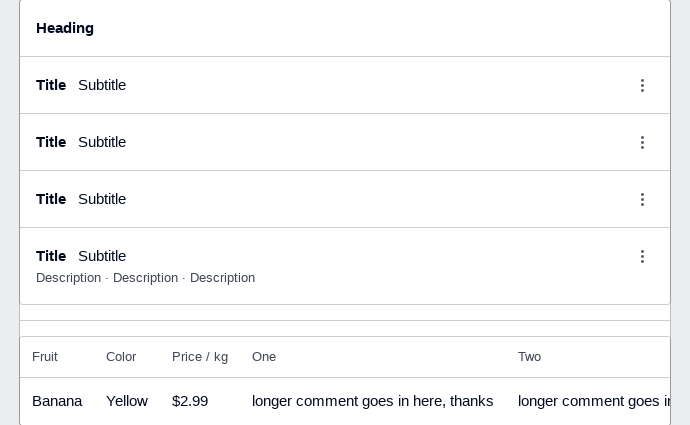 Heading
Title Subtitle
Title Subtitle
Title Subtitle
Title Subtitle
Description · Description · Description
Fruit Color Price / kg One Two
Banana Yellow $2.99 longer comment goes in here, thanks longer comment goes